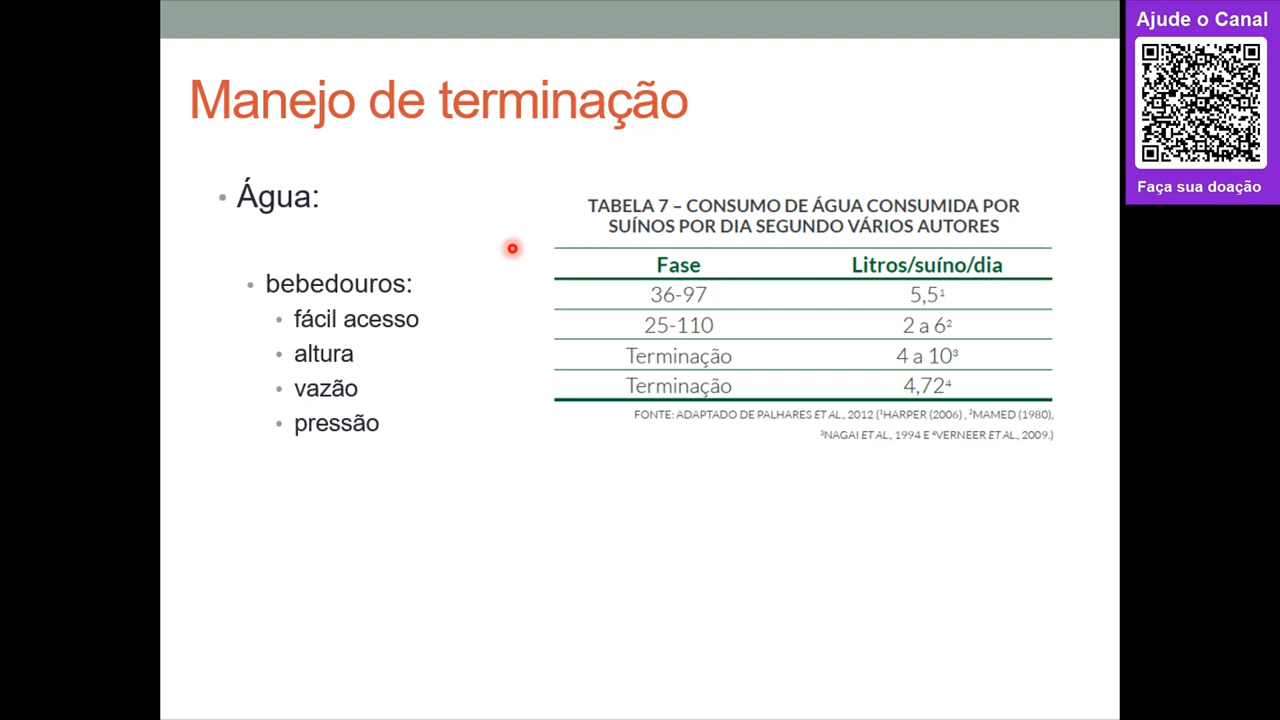 Manejo de terminação
• Água:
• bebedouros:
• fácil acesso
• altura
• vazão
• pressão
TABELA 7 – CONSUMO DE ÁGUA CONSUMIDA POR
SUÍNOS POR DIA SEGUNDO VÁRIOS AUTORES
Fase Litros/suíno/dia
36-97 5,5¹
25-110 2 a 6²
Terminação 4 a 10³
Terminação 4,72⁴
FONTE: ADAPTADO DE PALHARES ET AL., 2012 (¹HARPER (2006) , ²MAMED (1980),
³NAGAI ET AL., 1994 E ⁴VERNEER ET AL., 2009.)
Ajude o Canal
Faça sua doação